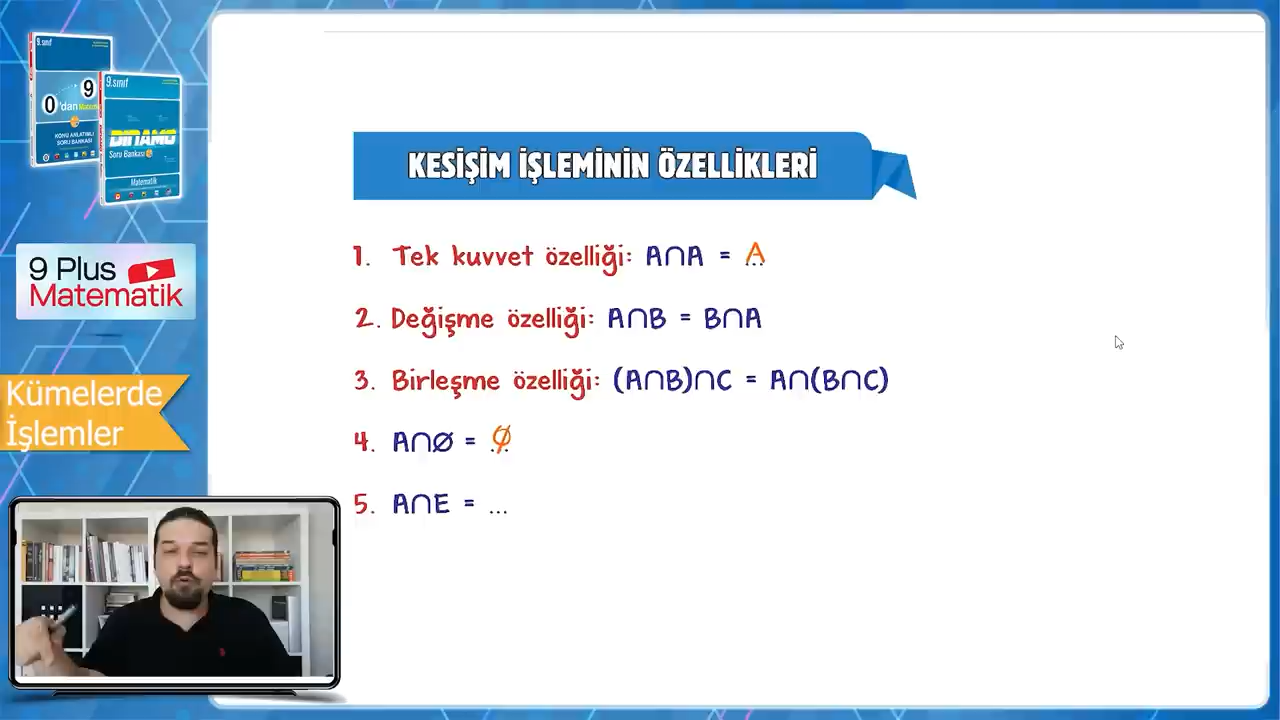 9.sınıf
0'dan 9 Matematik
KONU ANLATIMLI
SORU BANKASI
9.sınıf
DİNAMO
Soru Bankası
Matematik
9 Plus
Matematik
Kümelerde
İşlemler
KESİŞİM İŞLEMİNİN ÖZELLİKLERİ
1. Tek kuvvet özelliği: A∩A = A
2. Değişme özelliği: A∩B = B∩A
3. Birleşme özelliği: (A∩B)∩C = A∩(B∩C)
4. A∩∅ = ∅
5. A∩E = ...